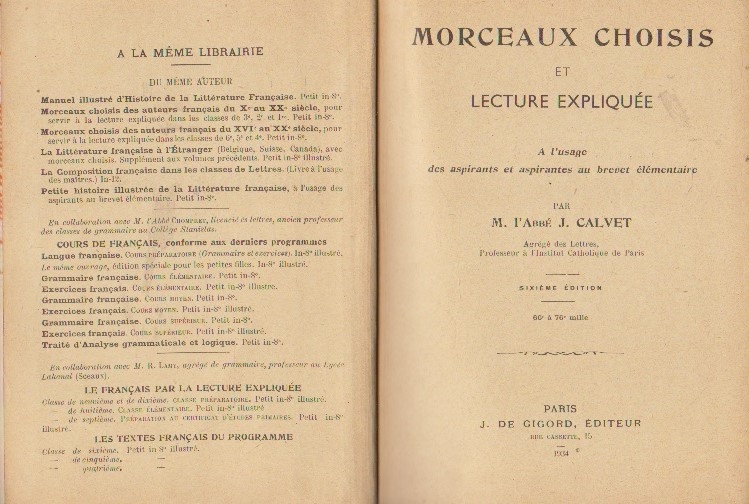 A LA MÊME LIBRAIRIE
DU MÊME AUTEUR
Manuel illustré d'Histoire de la Littérature Française. Petit in-8°.
Morceaux choisis des auteurs français du Xe au XXe siècle, pour
servir à la lecture expliquée dans les classes de 3e, 2e et 1re. Petit in-8°.
Morceaux choisis des auteurs français du XVIe au XXe siècle, pour
servir à la lecture expliquée dans les classes de 6e, 5e et 4e. Petit in-8°.
La Littérature française à l'Étranger (Belgique, Suisse, Canada), avec
morceaux choisis. Supplément aux volumes précédents. Petit in-8° illustré.
La Composition française dans les classes de Lettres. (Livre à l'usage
des maîtres.) In-12.
Petite histoire illustrée de la Littérature française, à l'usage des
aspirants au brevet élémentaire. Petit in-8°.
En collaboration avec M. l'Abbé CHOMPRET, licencié ès lettres, ancien professeur
des classes de grammaire au Collège Stanislas.
COURS DE FRANÇAIS, conforme aux derniers programmes
Langue française. COURS PRÉPARATOIRE (Grammaire et exercices). In-8° illustré.
Le même ouvrage, édition spéciale pour les petites filles. In-8° illustré.
Grammaire française. COURS ÉLÉMENTAIRE. Petit in-8°.
Exercices français. COURS ÉLÉMENTAIRE. Petit in-8° illustré.
Grammaire française. COURS MOYEN. Petit in-8°.
Exercices français. COURS MOYEN. Petit in-8° illustré.
Grammaire française. COURS SUPÉRIEUR. Petit in-8°.
Exercices français. COURS SUPÉRIEUR. Petit in-8° illustré.
Traité d'Analyse grammaticale et logique. Petit in-8°.
En collaboration avec M. R. LAMY, agrégé de grammaire, professeur au Lycée
Lakanal (Sceaux).
LE FRANÇAIS PAR LA LECTURE EXPLIQUÉE
Classe de neuvième et de dixième. CLASSE PRÉPARATOIRE. Petit in-8° illustré.
— de huitième. CLASSE ÉLÉMENTAIRE. Petit in-8° illustré
— de septième. PRÉPARATION AU CERTIFICAT D'ÉTUDES PRIMAIRES. Petit in-8°
illustré.
LES TEXTES FRANÇAIS DU PROGRAMME
Classe de sixième. Petit in-8° illustré.
— de cinquième. —
— quatrième. —
MORCEAUX CHOISIS
ET
LECTURE EXPLIQUÉE
A l'usage
des aspirants et aspirantes au brevet élémentaire
PAR
M. l'ABBÉ J. CALVET
Agrégé des Lettres,
Professeur à l'Institut Catholique de Paris
SIXIÈME ÉDITION
60e à 76e mille
PARIS
J. DE GIGORD, ÉDITEUR
RUE CASSETTE, 15
1934